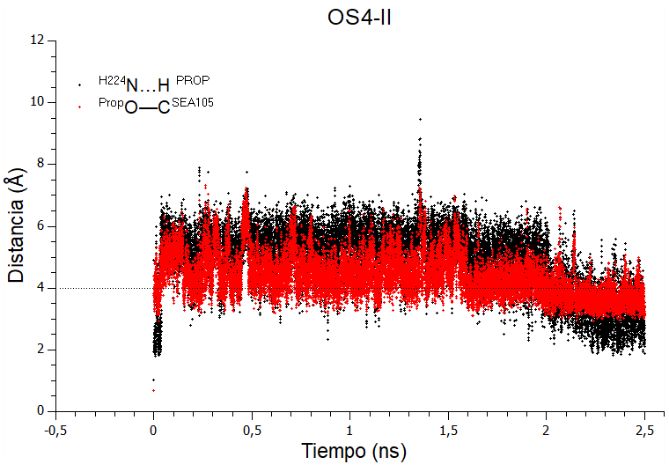 OS4-II
12
10
8
6
4
2
0
Distancia (Å)
H224N...H PROP
PropO—CSEA105
-0,5 0 0,5 1 1,5 2 2,5
Tiempo (ns)